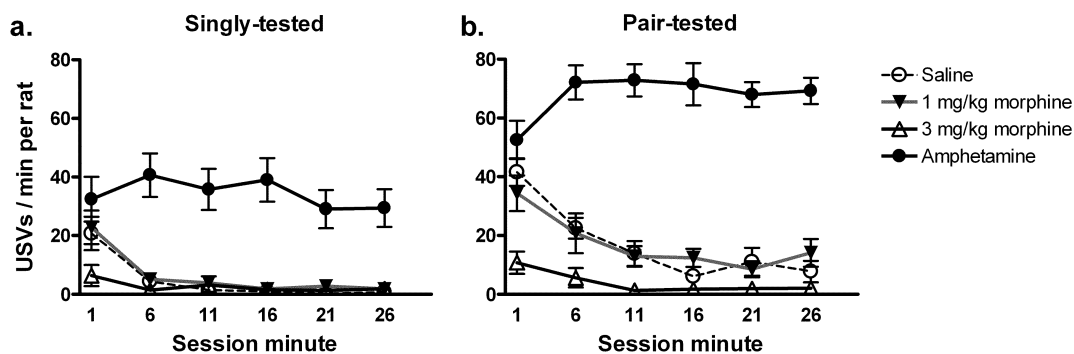 a.
Singly-tested
b.
Pair-tested
80
60
40
20
0
1 6 11 16 21 26
USVs / min per rat
Session minute
80
60
40
20
0
1 6 11 16 21 26
Session minute
Saline
1 mg/kg morphine
3 mg/kg morphine
Amphetamine